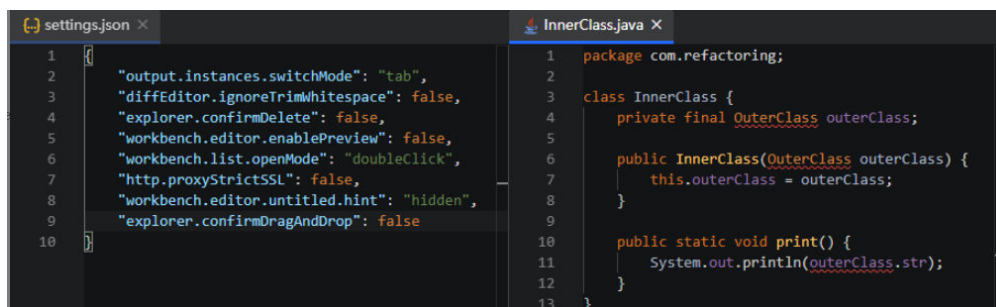 {..} settings.json ×
1 {
2 "output.instances.switchMode": "tab",
3 "diffEditor.ignoreTrimWhitespace": false,
4 "explorer.confirmDelete": false,
5 "workbench.editor.enablePreview": false,
6 "workbench.list.openMode": "doubleClick",
7 "http.proxyStrictSSL": false,
8 "workbench.editor.untitled.hint": "hidden",
9 "explorer.confirmDragAndDrop": false
10 }
InnerClass.java ×
1 package com.refactoring;
2
3 class InnerClass {
4 private final OuterClass outerClass;
5
6 public InnerClass(OuterClass outerClass) {
7 this.outerClass = outerClass;
8 }
9
10 public static void print() {
11 System.out.println(outerClass.str);
12 }
13 }